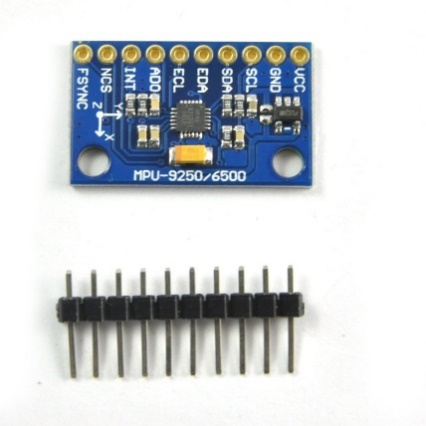 FSYNC
NCS
INT
ADO
ECL
EDA
SDA
SCL
GND
VCC
Z
Y
X
MPU-9250/6500